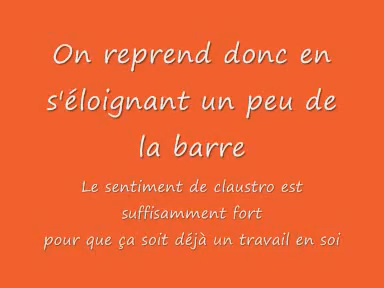 On reprend donc en
s'éloignant un peu de
la barre
Le sentiment de claustro est
suffisamment fort
pour que ça soit déjà un travail en soi